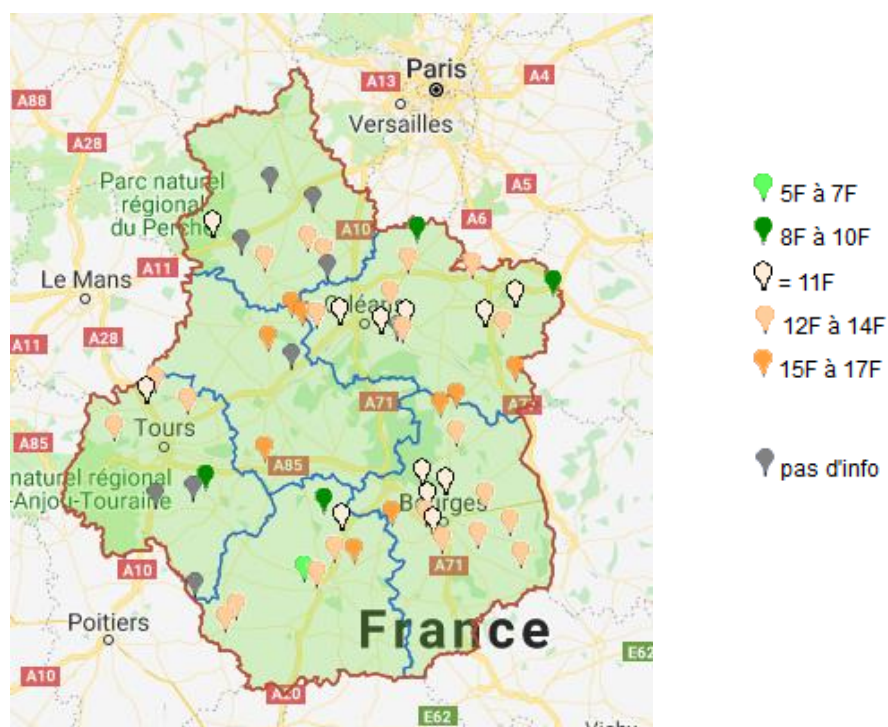 Paris
A13
A4
A88
Versailles
A28
Parc naturel
régional
du Perche
A5
A6
A10
A11
Le Mans
Orléans
A11
A28
A71
A77
Tours
A85
A85
naturel régional
-Anjou-Touraine
Bourges
A10
A71
Poitiers
France
E62
A10
A20
E62
Vichy
5F à 7F
8F à 10F
= 11F
12F à 14F
15F à 17F
pas d'info